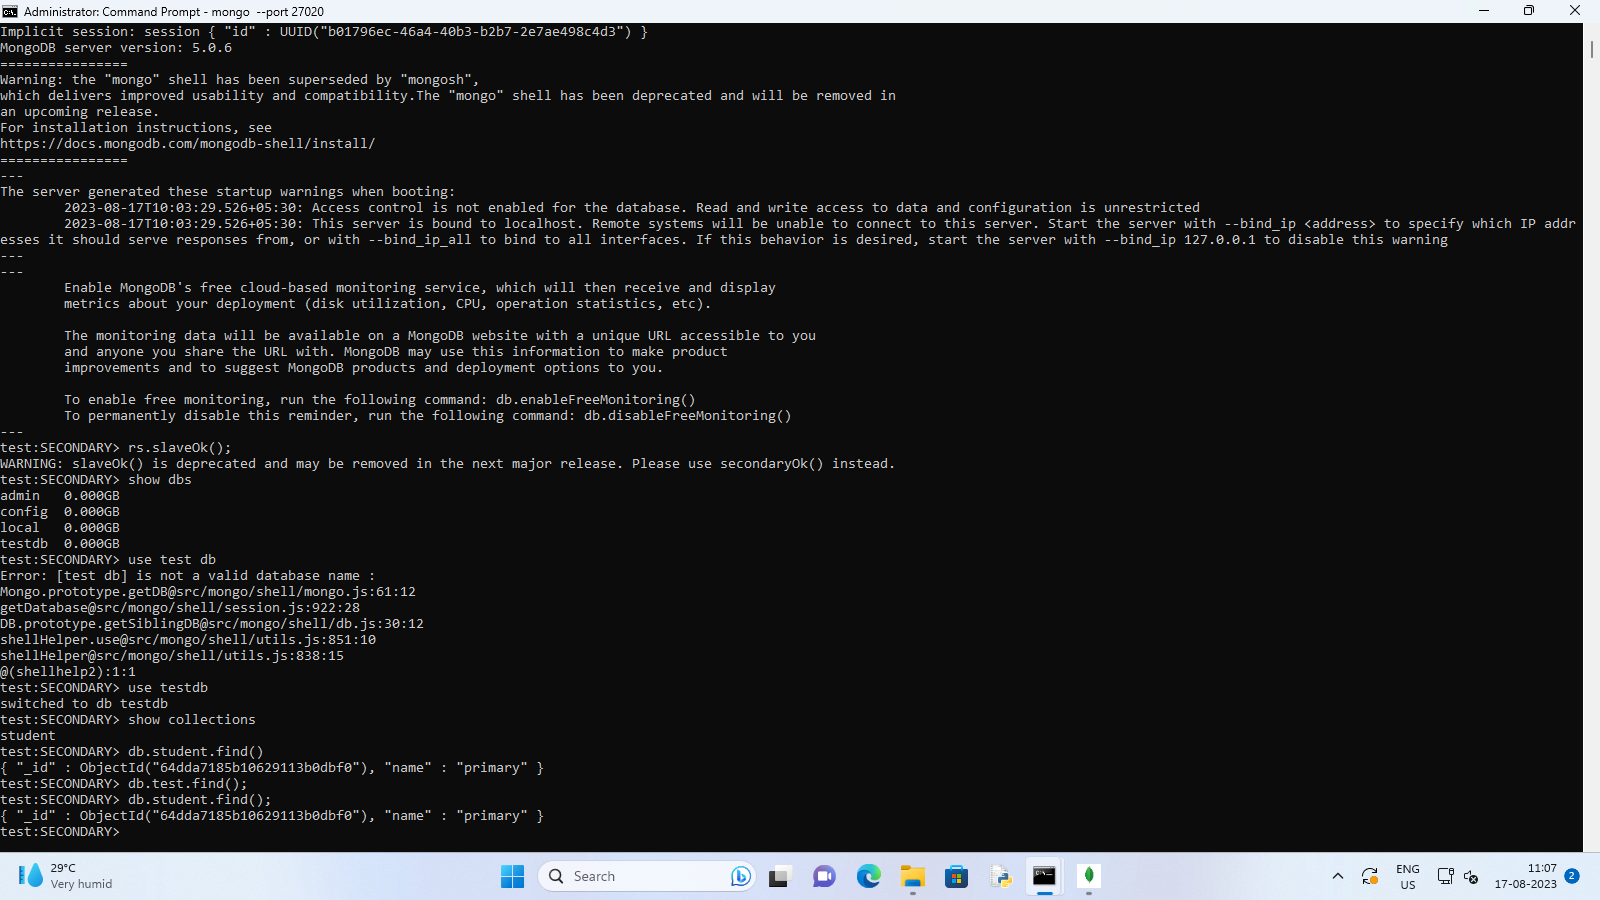 Administrator: Command Prompt - mongo  --port 27020
Implicit session: session { "id" : UUID("b01796ec-46a4-40b3-b2b7-2e7ae498c4d3") }
MongoDB server version: 5.0.6
================
Warning: the "mongo" shell has been superseded by "mongosh",
which delivers improved usability and compatibility.The "mongo" shell has been deprecated and will be removed in
an upcoming release.
For installation instructions, see
https://docs.mongodb.com/mongodb-shell/install/
================
---
The server generated these startup warnings when booting:
        2023-08-17T10:03:29.526+05:30: Access control is not enabled for the database. Read and write access to data and configuration is unrestricted
        2023-08-17T10:03:29.526+05:30: This server is bound to localhost. Remote systems will be unable to connect to this server. Start the server with --bind_ip <address> to specify which IP addr
esses it should serve responses from, or with --bind_ip_all to bind to all interfaces. If this behavior is desired, start the server with --bind_ip 127.0.0.1 to disable this warning
---
---
        Enable MongoDB's free cloud-based monitoring service, which will then receive and display
        metrics about your deployment (disk utilization, CPU, operation statistics, etc).

        The monitoring data will be available on a MongoDB website with a unique URL accessible to you
        and anyone you share the URL with. MongoDB may use this information to make product
        improvements and to suggest MongoDB products and deployment options to you.

        To enable free monitoring, run the following command: db.enableFreeMonitoring()
        To permanently disable this reminder, run the following command: db.disableFreeMonitoring()
---
test:SECONDARY> rs.slaveOk();
WARNING: slaveOk() is deprecated and may be removed in the next major release. Please use secondaryOk() instead.
test:SECONDARY> show dbs
admin   0.000GB
config  0.000GB
local   0.000GB
testdb  0.000GB
test:SECONDARY> use test db
Error: [test db] is not a valid database name :
Mongo.prototype.getDB@src/mongo/shell/mongo.js:61:12
getDatabase@src/mongo/shell/session.js:922:28
DB.prototype.getSiblingDB@src/mongo/shell/db.js:30:12
shellHelper.use@src/mongo/shell/utils.js:851:10
shellHelper@src/mongo/shell/utils.js:838:15
@(shellhelp2):1:1
test:SECONDARY> use testdb
switched to db testdb
test:SECONDARY> show collections
student
test:SECONDARY> db.student.find()
{ "_id" : ObjectId("64dda7185b10629113b0dbf0"), "name" : "primary" }
test:SECONDARY> db.test.find();
test:SECONDARY> db.student.find();
{ "_id" : ObjectId("64dda7185b10629113b0dbf0"), "name" : "primary" }
test:SECONDARY>
29°C
Very humid
Search
ENG
US
11:07
17-08-2023
2